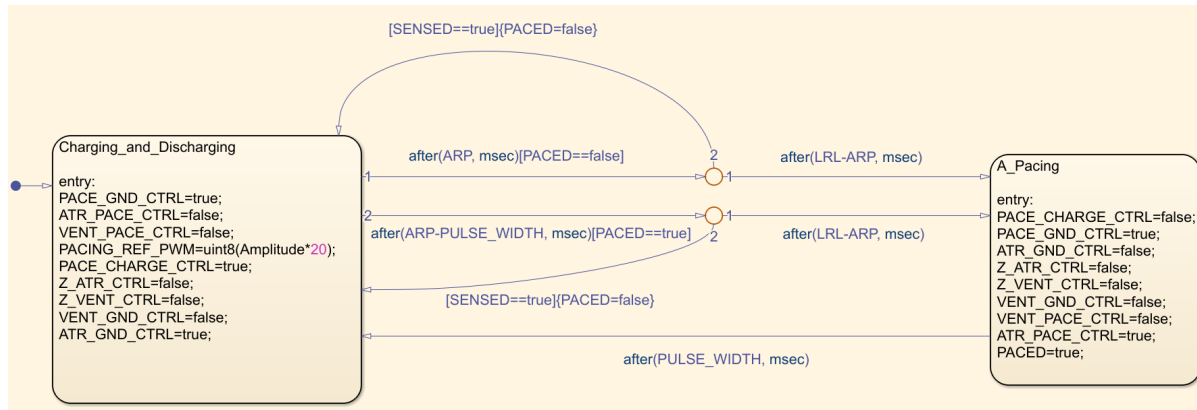 [SENSED==true]{PACED=false}
Charging_and_Discharging
entry:
PACE_GND_CTRL=true;
ATR_PACE_CTRL=false;
VENT_PACE_CTRL=false;
PACING_REF_PWM=uint8(Amplitude*20);
PACE_CHARGE_CTRL=true;
Z_ATR_CTRL=false;
Z_VENT_CTRL=false;
VENT_GND_CTRL=false;
ATR_GND_CTRL=true;
1
after(ARP, msec)[PACED==false]
2
1
after(LRL-ARP, msec)
2
after(ARP-PULSE_WIDTH, msec)[PACED==true]
1
2
after(LRL-ARP, msec)
[SENSED==true]{PACED=false}
after(PULSE_WIDTH, msec)
A_Pacing
entry:
PACE_CHARGE_CTRL=false;
PACE_GND_CTRL=true;
ATR_GND_CTRL=false;
Z_ATR_CTRL=false;
Z_VENT_CTRL=false;
VENT_GND_CTRL=false;
VENT_PACE_CTRL=false;
ATR_PACE_CTRL=true;
PACED=true;